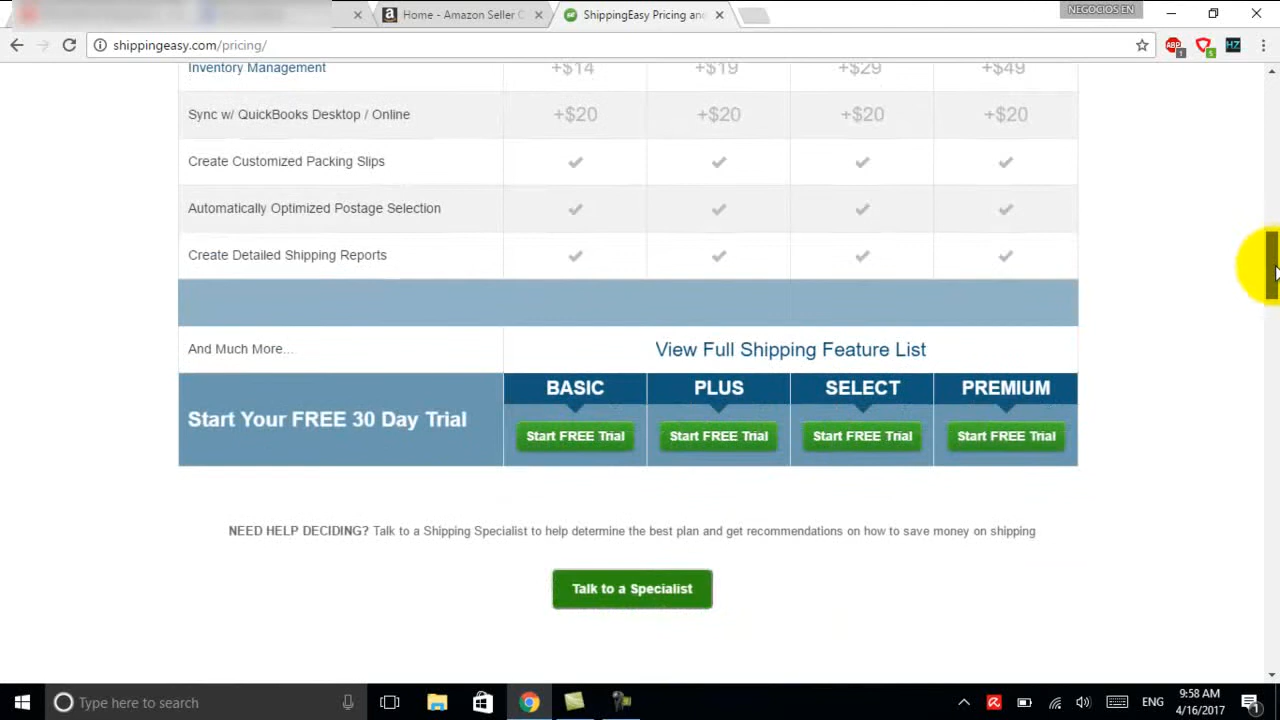 Home - Amazon Seller C
ShippingEasy Pricing and
NEGOCIOS EN
shippingeasy.com/pricing/
ABP
1
5
HZ
Inventory Management +$14 +$19 +$29 +$49
Sync w/ QuickBooks Desktop / Online +$20 +$20 +$20 +$20
Create Customized Packing Slips
Automatically Optimized Postage Selection
Create Detailed Shipping Reports
And Much More... View Full Shipping Feature List
BASIC PLUS SELECT PREMIUM
Start Your FREE 30 Day Trial
Start FREE Trial Start FREE Trial Start FREE Trial Start FREE Trial
NEED HELP DECIDING? Talk to a Shipping Specialist to help determine the best plan and get recommendations on how to save money on shipping
Talk to a Specialist
Type here to search
ENG
9:58 AM
4/16/2017
1